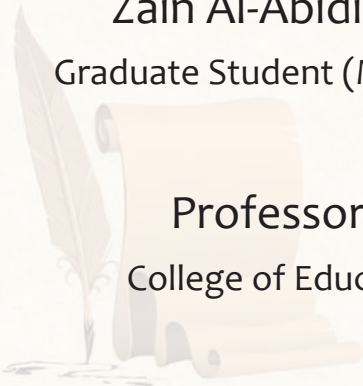 Zain Al-Abidi
Graduate Student (
Professor
College of Educ